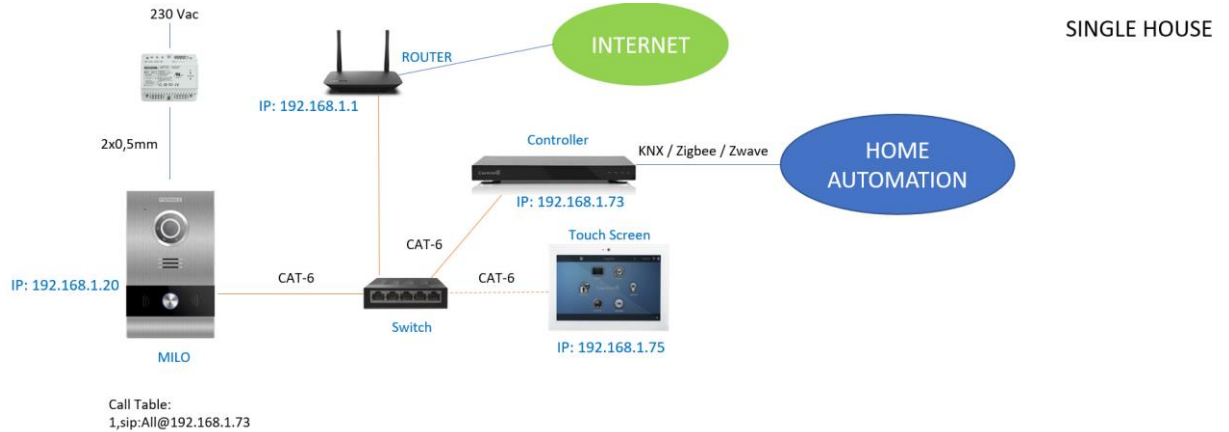 230 Vac
SINGLE HOUSE
INTERNET
ROUTER
IP: 192.168.1.1
2x0,5mm
Controller
KNX / Zigbee / Zwave
HOME
AUTOMATION
IP: 192.168.1.73
Touch Screen
CAT-6
IP: 192.168.1.20
CAT-6
CAT-6
Switch
IP: 192.168.1.75
MILO
Call Table:
1,sip:All@192.168.1.73